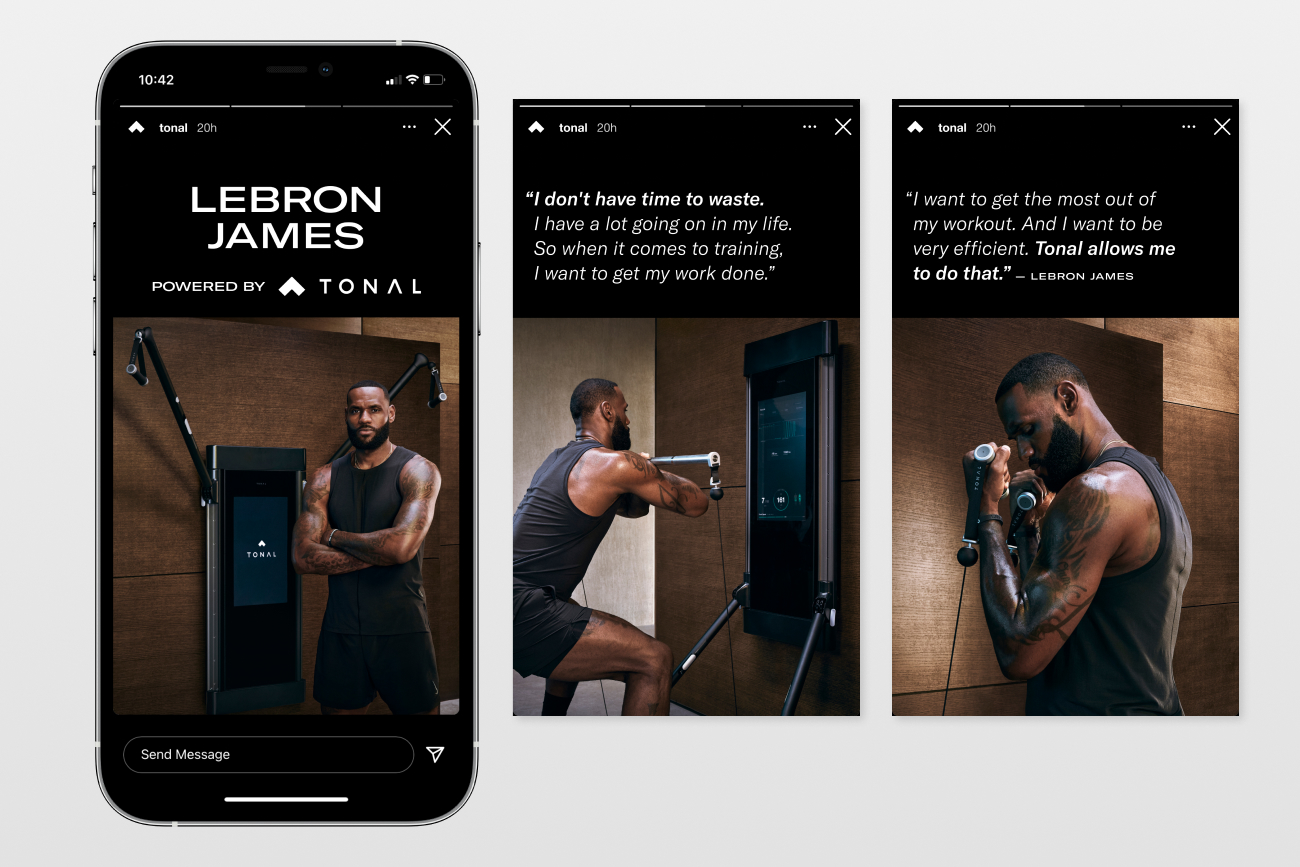 10:42
tonal 20h
LEBRON
JAMES
POWERED BY TONAL
TONAL
Send Message
tonal 20h
“I don't have time to waste.
I have a lot going on in my life.
So when it comes to training,
I want to get my work done.”
7
161
tonal 20h
“I want to get the most out of
my workout. And I want to be
very efficient. Tonal allows me
to do that.” – LEBRON JAMES
TONAL